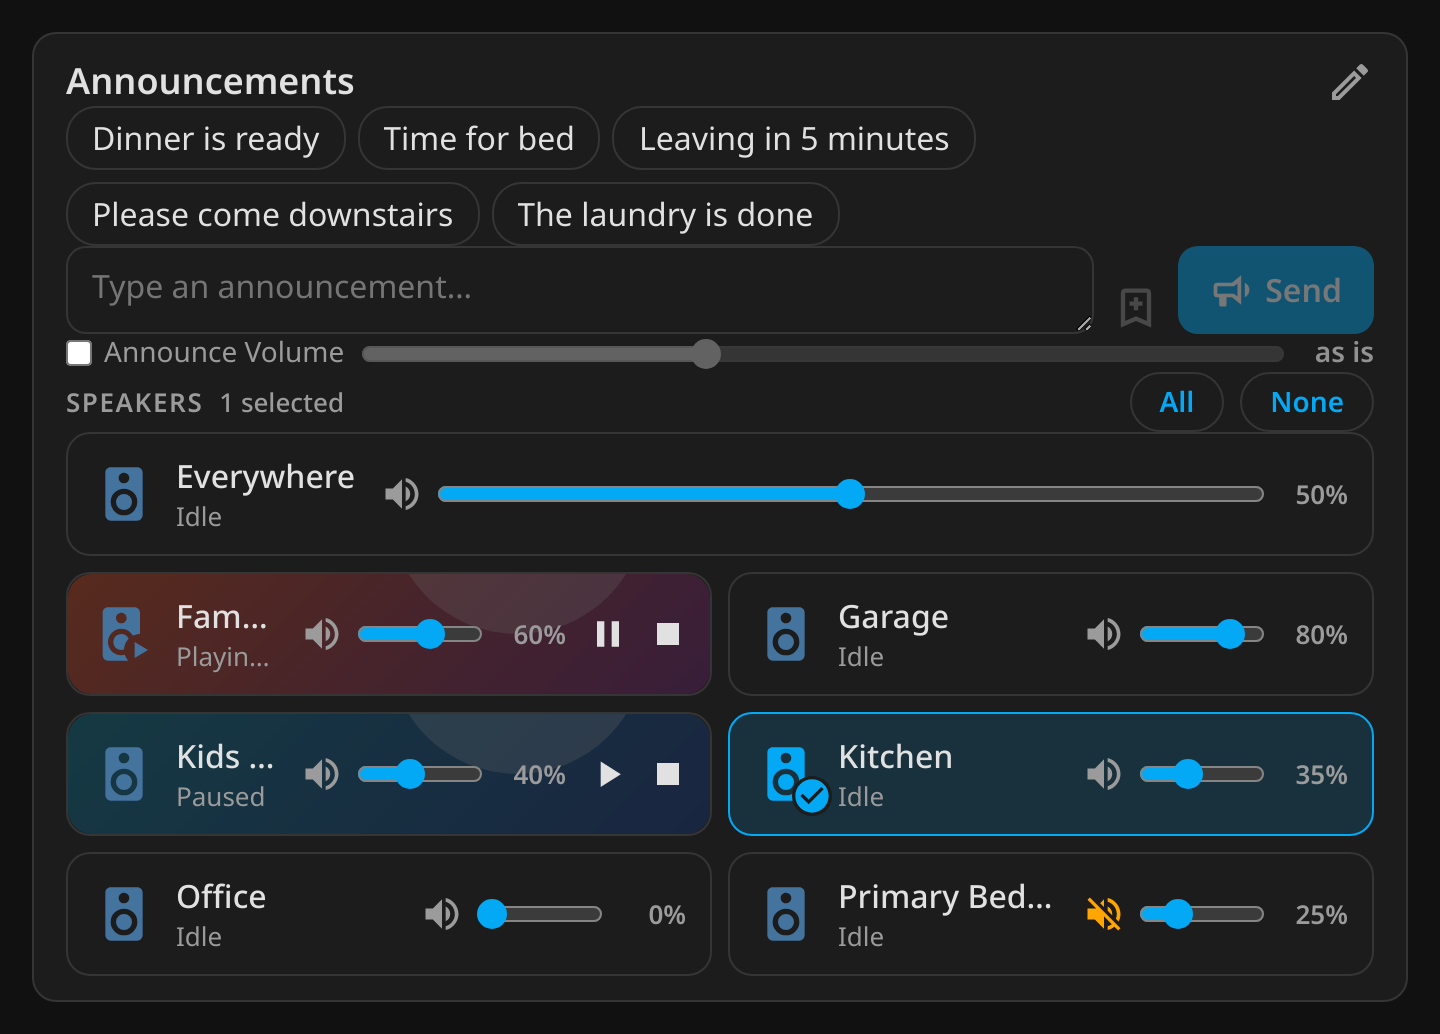 Announcements
Dinner is ready
Time for bed
Leaving in 5 minutes
Please come downstairs
The laundry is done
Type an announcement...
Send
Announce Volume
as is
SPEAKERS 1 selected
All
None
Everywhere
Idle
50%
Fam...
Playin...
60%
Garage
Idle
80%
Kids ...
Paused
40%
Kitchen
Idle
35%
Office
Idle
0%
Primary Bed...
Idle
25%